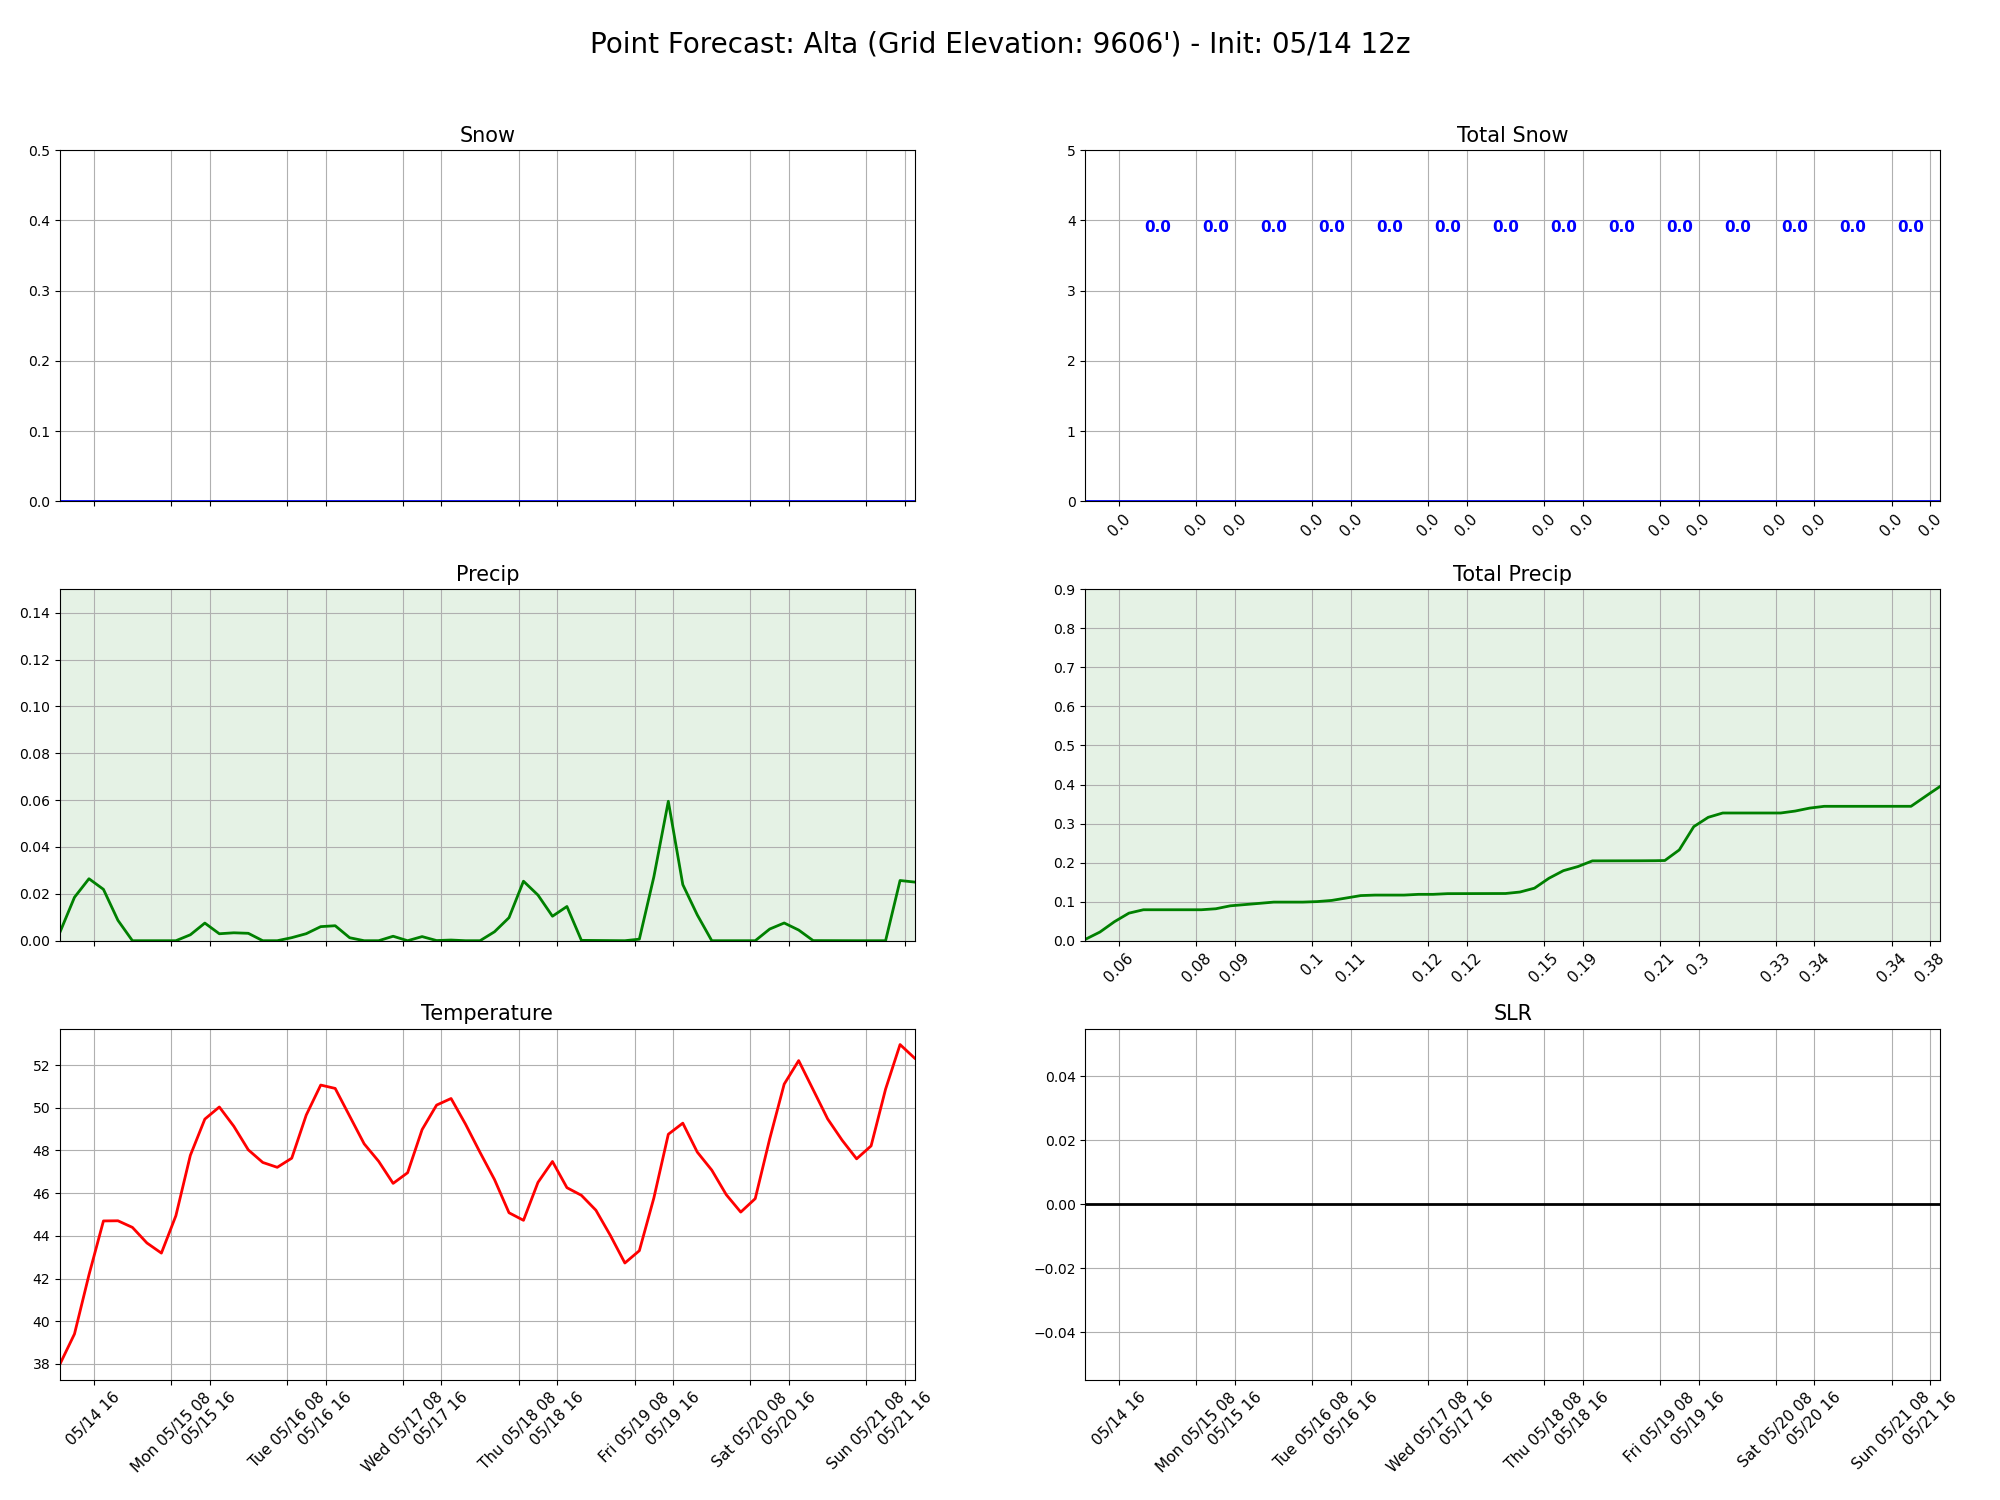 Point Forecast: Alta (Grid Elevation: 9606') - Init: 05/14 12z
Snow
0.5
0.4
0.3
0.2
0.1
0.0
Total Snow
5
4
3
2
1
0
0.0 0.0 0.0 0.0 0.0 0.0 0.0 0.0 0.0 0.0 0.0 0.0 0.0 0.0
0.0 0.0 0.0 0.0 0.0 0.0 0.0 0.0 0.0 0.0 0.0 0.0 0.0 0.0 0.0
Precip
0.14
0.12
0.10
0.08
0.06
0.04
0.02
0.00
Total Precip
0.9
0.8
0.7
0.6
0.5
0.4
0.3
0.2
0.1
0.0
0.06 0.08 0.09 0.1 0.11 0.12 0.12 0.15 0.19 0.21 0.3 0.33 0.34 0.34 0.38
Temperature
52
50
48
46
44
42
40
38
05/14 16
Mon 05/15 08
05/15 16
Tue 05/16 08
05/16 16
Wed 05/17 08
05/17 16
Thu 05/18 08
05/18 16
Fri 05/19 08
05/19 16
Sat 05/20 08
05/20 16
Sun 05/21 08
05/21 16
SLR
0.04
0.02
0.00
−0.02
−0.04
05/14 16
Mon 05/15 08
05/15 16
Tue 05/16 08
05/16 16
Wed 05/17 08
05/17 16
Thu 05/18 08
05/18 16
Fri 05/19 08
05/19 16
Sat 05/20 08
05/20 16
Sun 05/21 08
05/21 16